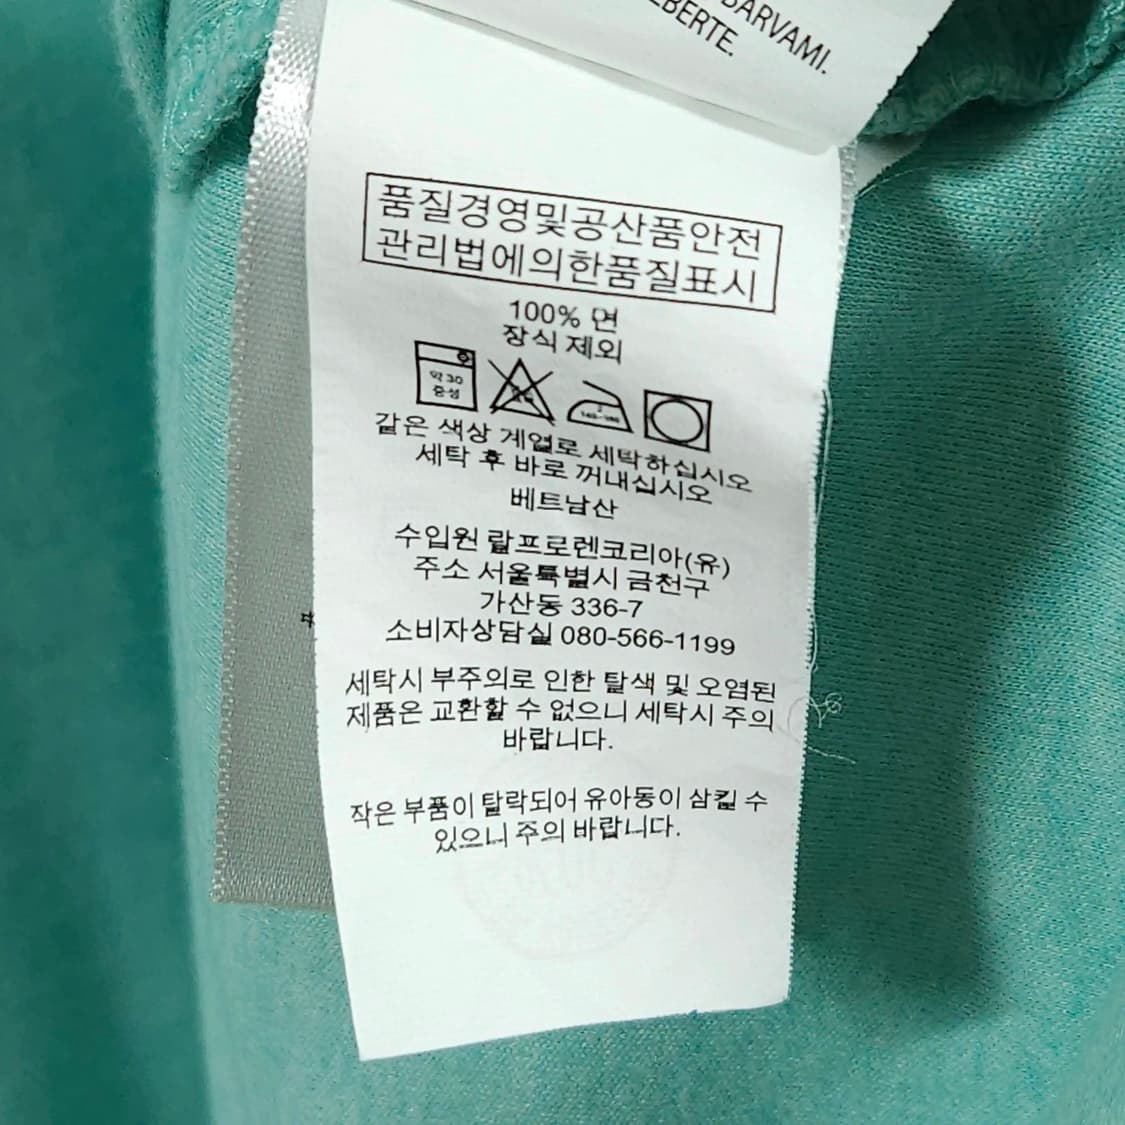 BARVAMI.
EBERTE.
품질경영및공산품안전
관리법에의한품질표시
100% 면
장식 제외
약 30
중성
같은 색상 계열로 세탁하십시오
세탁 후 바로 꺼내십시오
베트남산
수입원 랄프로렌코리아(유)
주소 서울특별시 금천구
가산동 336-7
소비자상담실 080-566-1199
세탁시 부주의로 인한 탈색 및 오염된
제품은 교환할 수 없으니 세탁시 주의
바랍니다.
작은 부품이 탈락되어 유아동이 삼킬 수
있으니 주의 바랍니다.